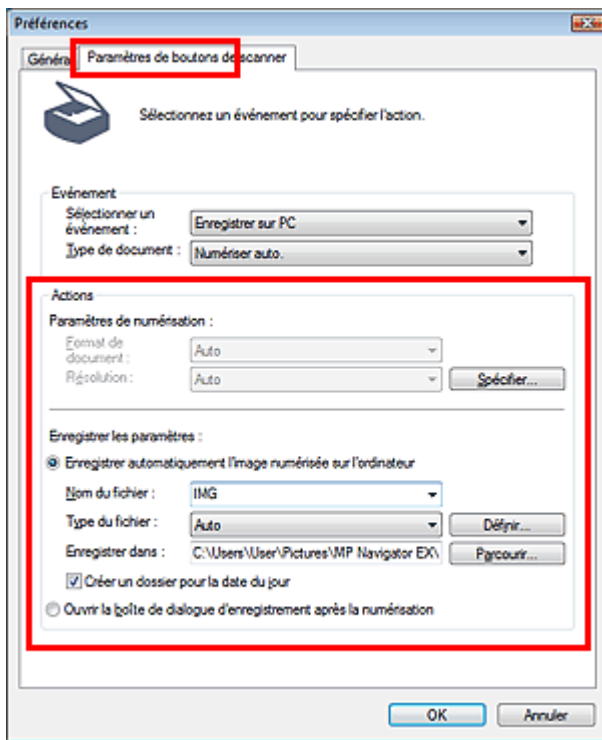 Préférences
Général
Paramètres de boutons de scanner
Sélectionnez un événement pour spécifier l'action.
Evénement
Sélectionner un
événement :
Enregistrer sur PC
Type de document :
Numériser auto.
Actions
Paramètres de numérisation :
Format de
document :
Auto
Résolution :
Auto
Spécifier...
Enregistrer les paramètres :
Enregistrer automatiquement l'image numérisée sur l'ordinateur
Nom du fichier :
IMG
Type du fichier :
Auto
Définir...
Enregistrer dans :
C:\Users\User\Pictures\MP Navigator EX\
Parcourir...
Créer un dossier pour la date du jour
Ouvrir la boîte de dialogue d'enregistrement après la numérisation
OK
Annuler